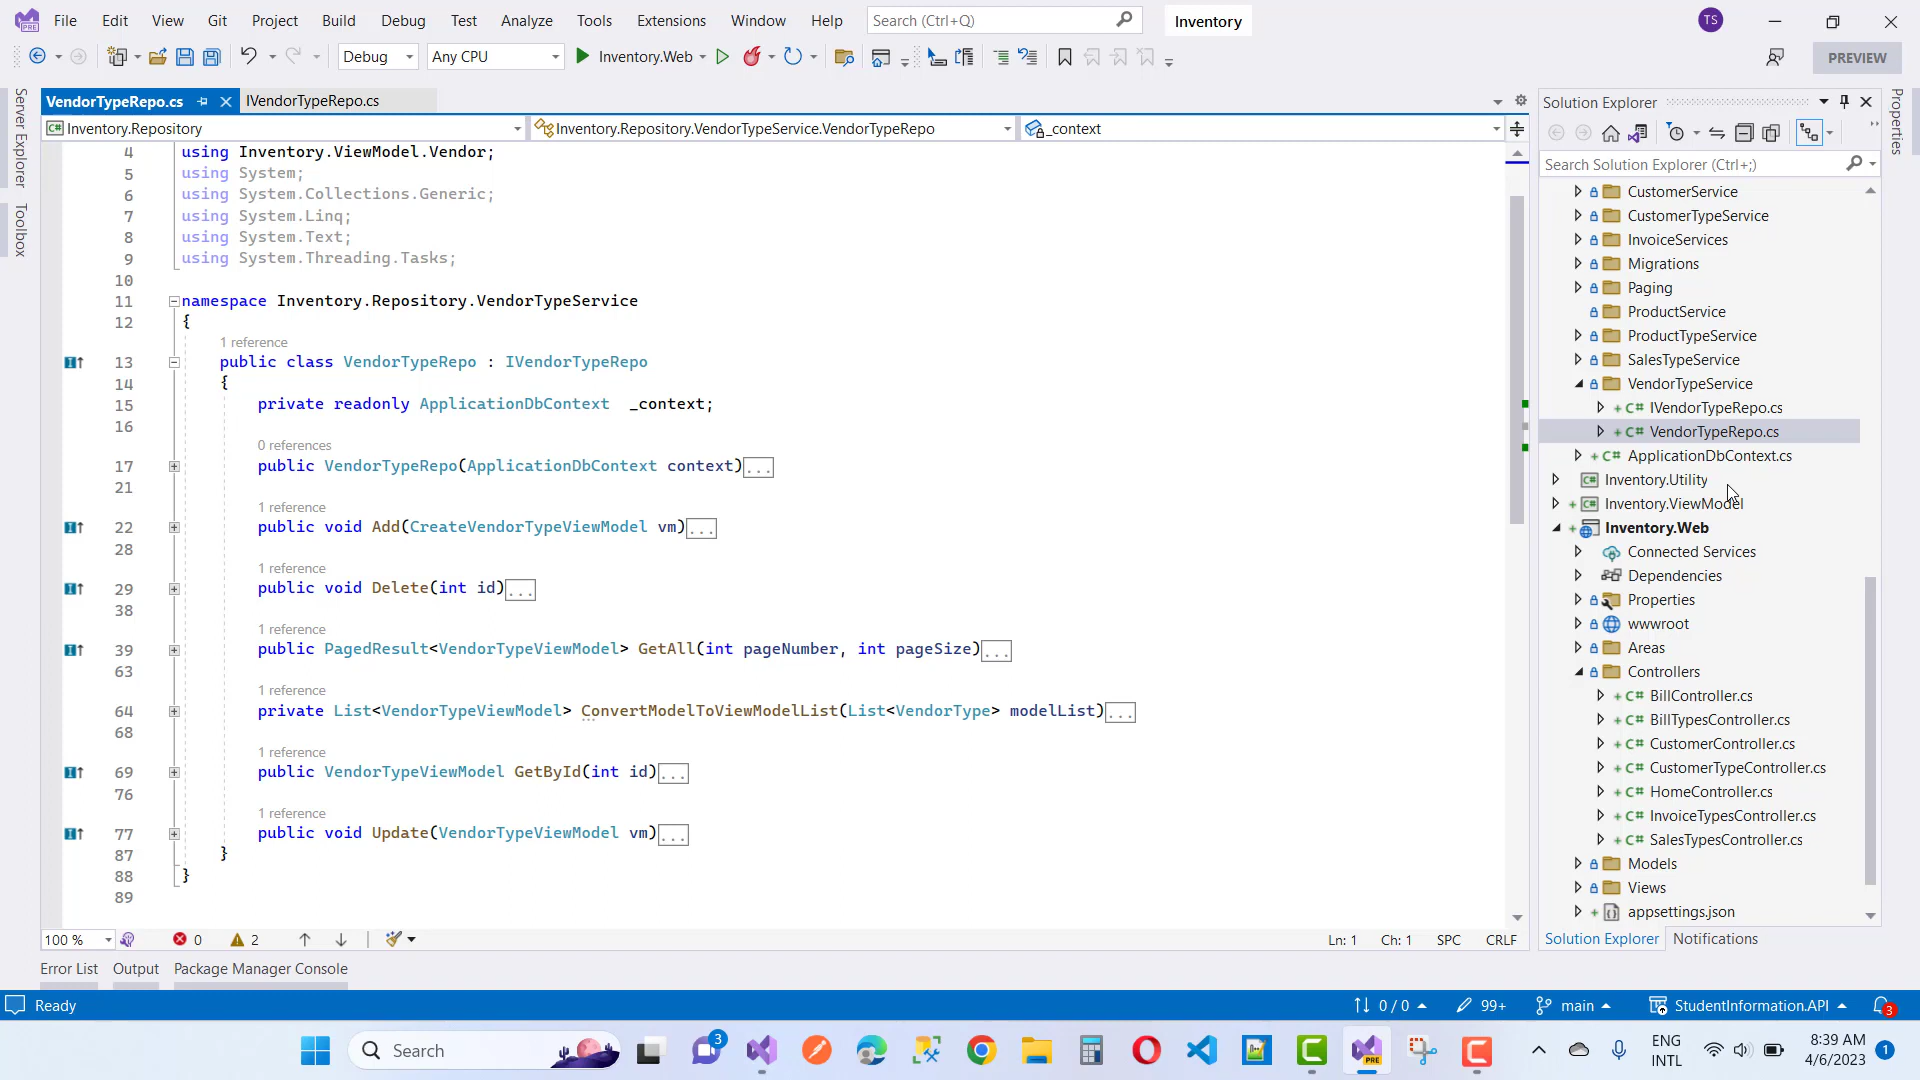 File Edit View Git Project Build Debug Test Analyze Tools Extensions Window Help Search (Ctrl+Q) Inventory TS
Debug Any CPU Inventory.Web PREVIEW
Server Explorer
Toolbox
VendorTypeRepo.cs IVendorTypeRepo.cs
Inventory.Repository Inventory.Repository.VendorTypeService.VendorTypeRepo _context
4 using Inventory.ViewModel.Vendor;
5 using System;
6 using System.Collections.Generic;
7 using System.Linq;
8 using System.Text;
9 using System.Threading.Tasks;
10
11 namespace Inventory.Repository.VendorTypeService
12 {
1 reference
13 public class VendorTypeRepo : IVendorTypeRepo
14 {
15 private readonly ApplicationDbContext _context;
16
0 references
17 public VendorTypeRepo(ApplicationDbContext context)...
21
1 reference
22 public void Add(CreateVendorTypeViewModel vm)...
28
1 reference
29 public void Delete(int id)...
38
1 reference
39 public PagedResult<VendorTypeViewModel> GetAll(int pageNumber, int pageSize)...
63
1 reference
64 private List<VendorTypeViewModel> ConvertModelToViewModelList(List<VendorType> modelList)...
68
1 reference
69 public VendorTypeViewModel GetById(int id)...
76
1 reference
77 public void Update(VendorTypeViewModel vm)...
87 }
88 }
89
100 % 0 2 Ln: 1 Ch: 1 SPC CRLF
Error List Output Package Manager Console
Solution Explorer
Search Solution Explorer (Ctrl+;)
CustomerService
CustomerTypeService
InvoiceServices
Migrations
Paging
ProductService
ProductTypeService
SalesTypeService
VendorTypeService
C# IVendorTypeRepo.cs
C# VendorTypeRepo.cs
C# ApplicationDbContext.cs
C# Inventory.Utility
C# Inventory.ViewModel
Inventory.Web
Connected Services
Dependencies
Properties
wwwroot
Areas
Controllers
C# BillController.cs
C# BillTypesController.cs
C# CustomerController.cs
C# CustomerTypeController.cs
C# HomeController.cs
C# InvoiceTypesController.cs
C# SalesTypesController.cs
Models
Views
appsettings.json
Solution Explorer Notifications
Properties
Ready 0 / 0 99+ main StudentInformation.API 3
Search 3 ENG INTL 8:39 AM 4/6/2023 1